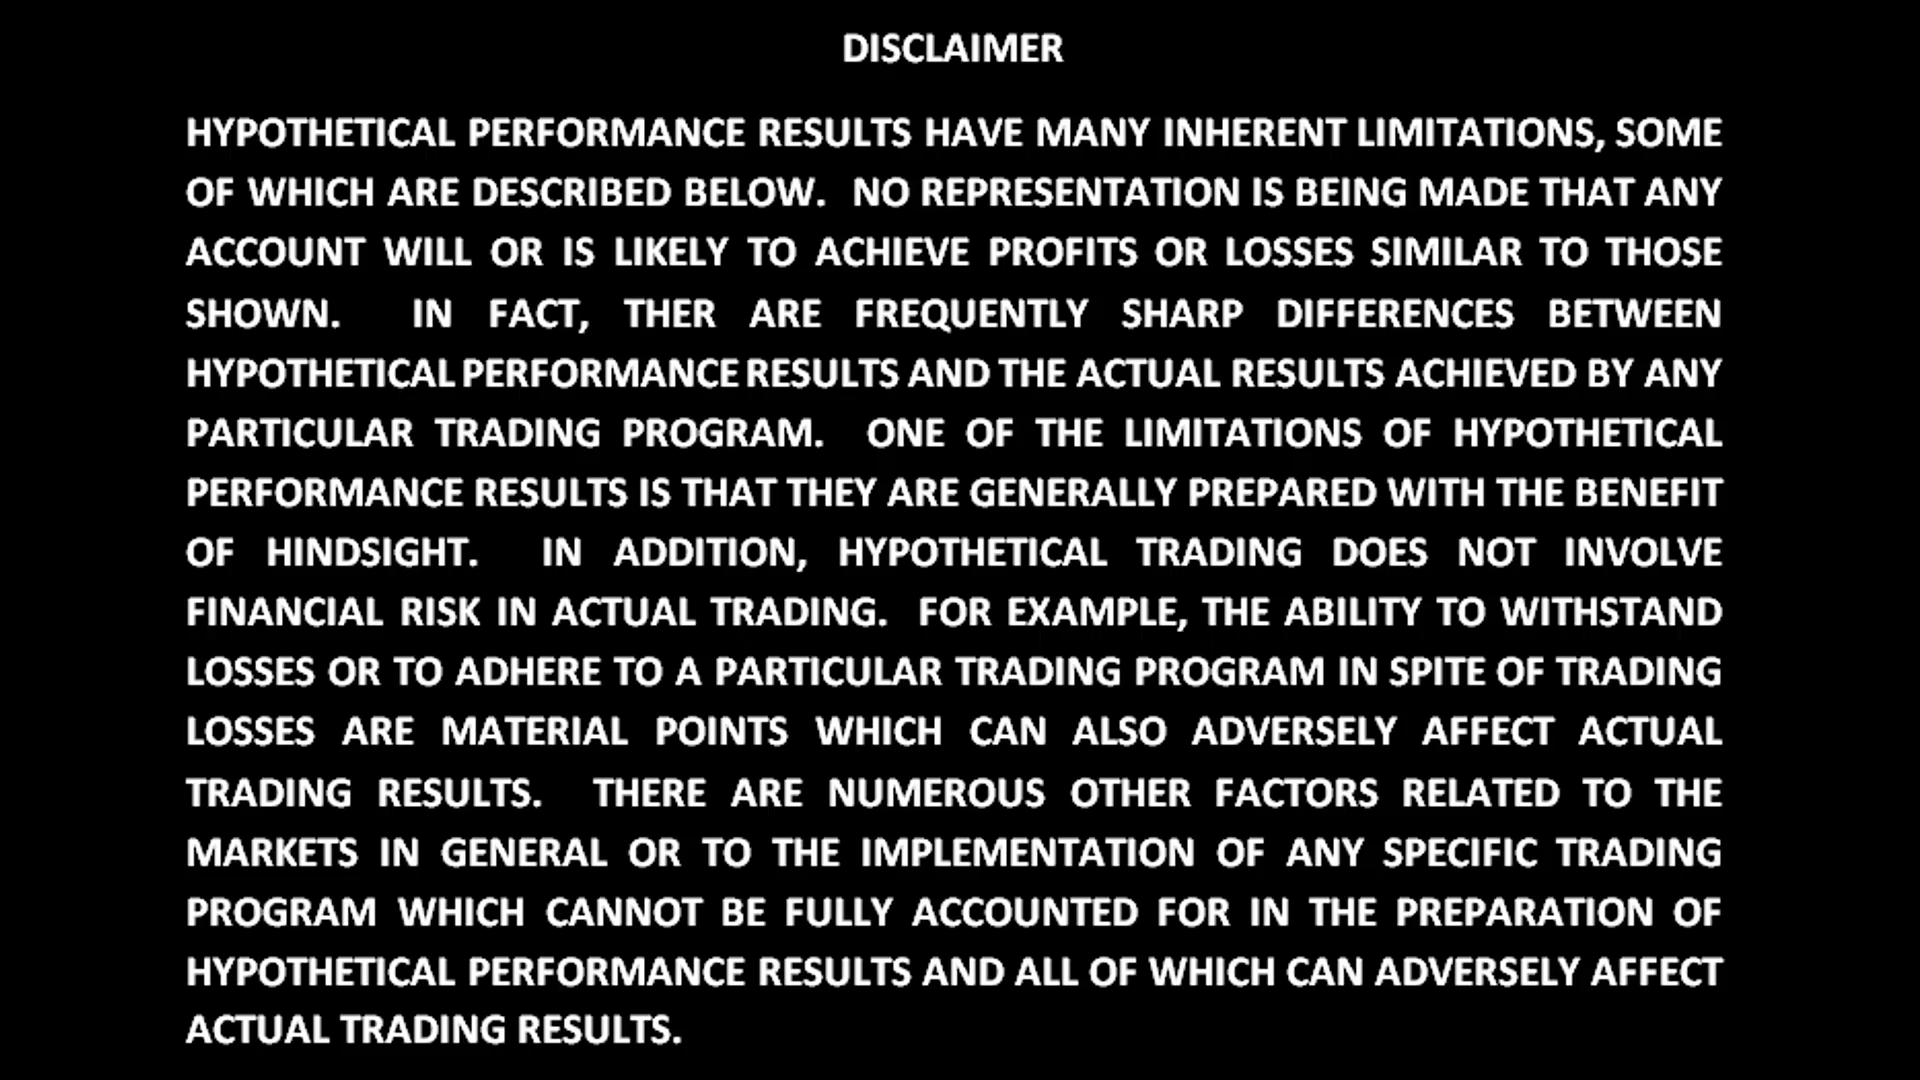 DISCLAIMER
HYPOTHETICAL PERFORMANCE RESULTS HAVE MANY INHERENT LIMITATIONS, SOME
OF WHICH ARE DESCRIBED BELOW. NO REPRESENTATION IS BEING MADE THAT ANY
ACCOUNT WILL OR IS LIKELY TO ACHIEVE PROFITS OR LOSSES SIMILAR TO THOSE
SHOWN. IN FACT, THER ARE FREQUENTLY SHARP DIFFERENCES BETWEEN
HYPOTHETICAL PERFORMANCE RESULTS AND THE ACTUAL RESULTS ACHIEVED BY ANY
PARTICULAR TRADING PROGRAM. ONE OF THE LIMITATIONS OF HYPOTHETICAL
PERFORMANCE RESULTS IS THAT THEY ARE GENERALLY PREPARED WITH THE BENEFIT
OF HINDSIGHT. IN ADDITION, HYPOTHETICAL TRADING DOES NOT INVOLVE
FINANCIAL RISK IN ACTUAL TRADING. FOR EXAMPLE, THE ABILITY TO WITHSTAND
LOSSES OR TO ADHERE TO A PARTICULAR TRADING PROGRAM IN SPITE OF TRADING
LOSSES ARE MATERIAL POINTS WHICH CAN ALSO ADVERSELY AFFECT ACTUAL
TRADING RESULTS. THERE ARE NUMEROUS OTHER FACTORS RELATED TO THE
MARKETS IN GENERAL OR TO THE IMPLEMENTATION OF ANY SPECIFIC TRADING
PROGRAM WHICH CANNOT BE FULLY ACCOUNTED FOR IN THE PREPARATION OF
HYPOTHETICAL PERFORMANCE RESULTS AND ALL OF WHICH CAN ADVERSELY AFFECT
ACTUAL TRADING RESULTS.